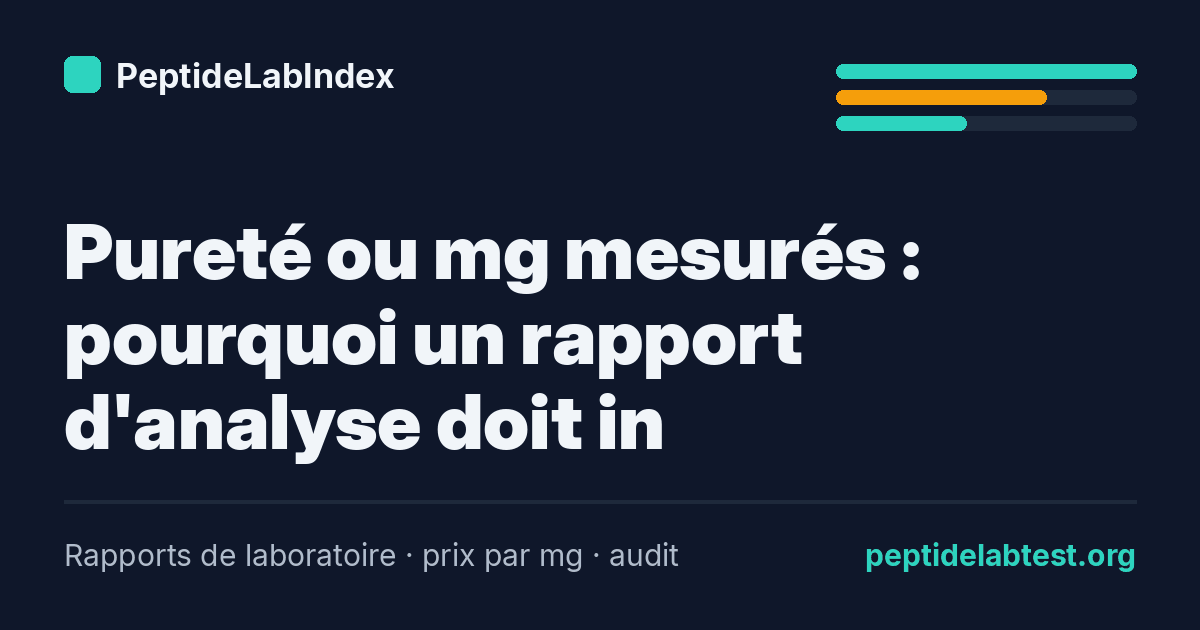 PeptideLabIndex
Pureté ou mg mesurés :
pourquoi un rapport
d'analyse doit in
Rapports de laboratoire · prix par mg · audit
peptidelabtest.org